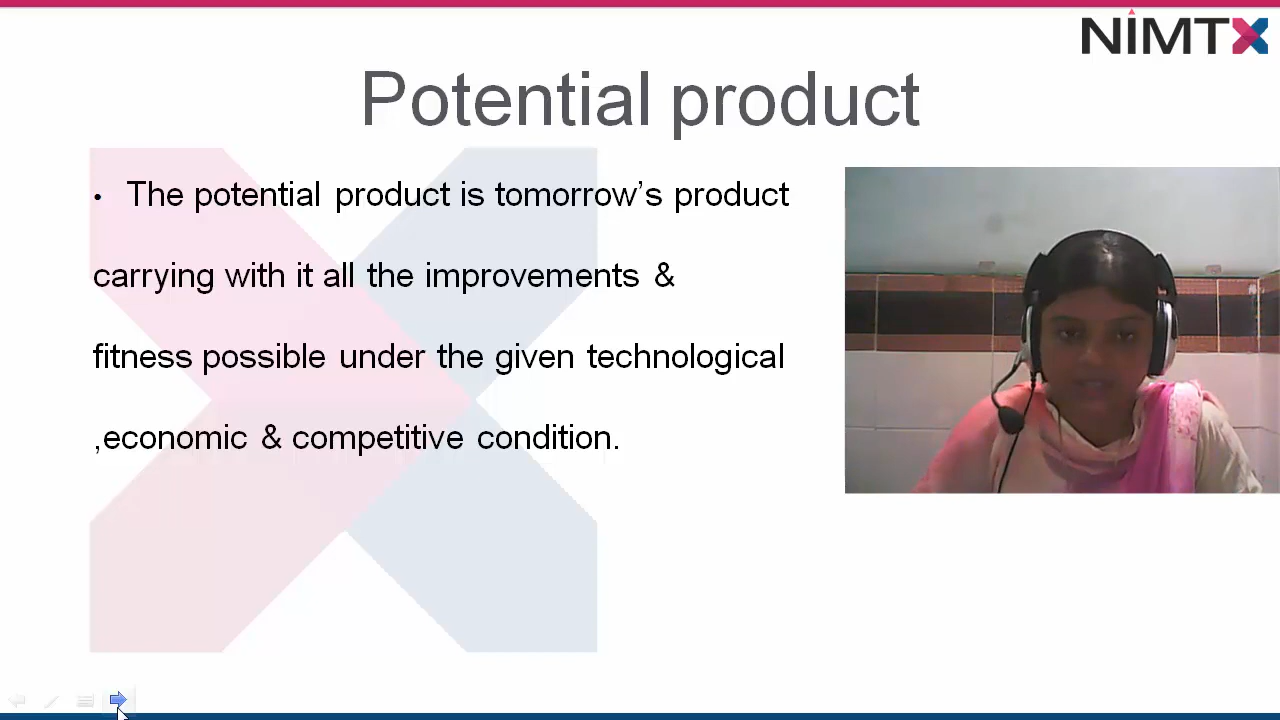 NiMTX
Potential product
• The potential product is tomorrow’s product
carrying with it all the improvements &
fitness possible under the given technological
,economic & competitive condition.